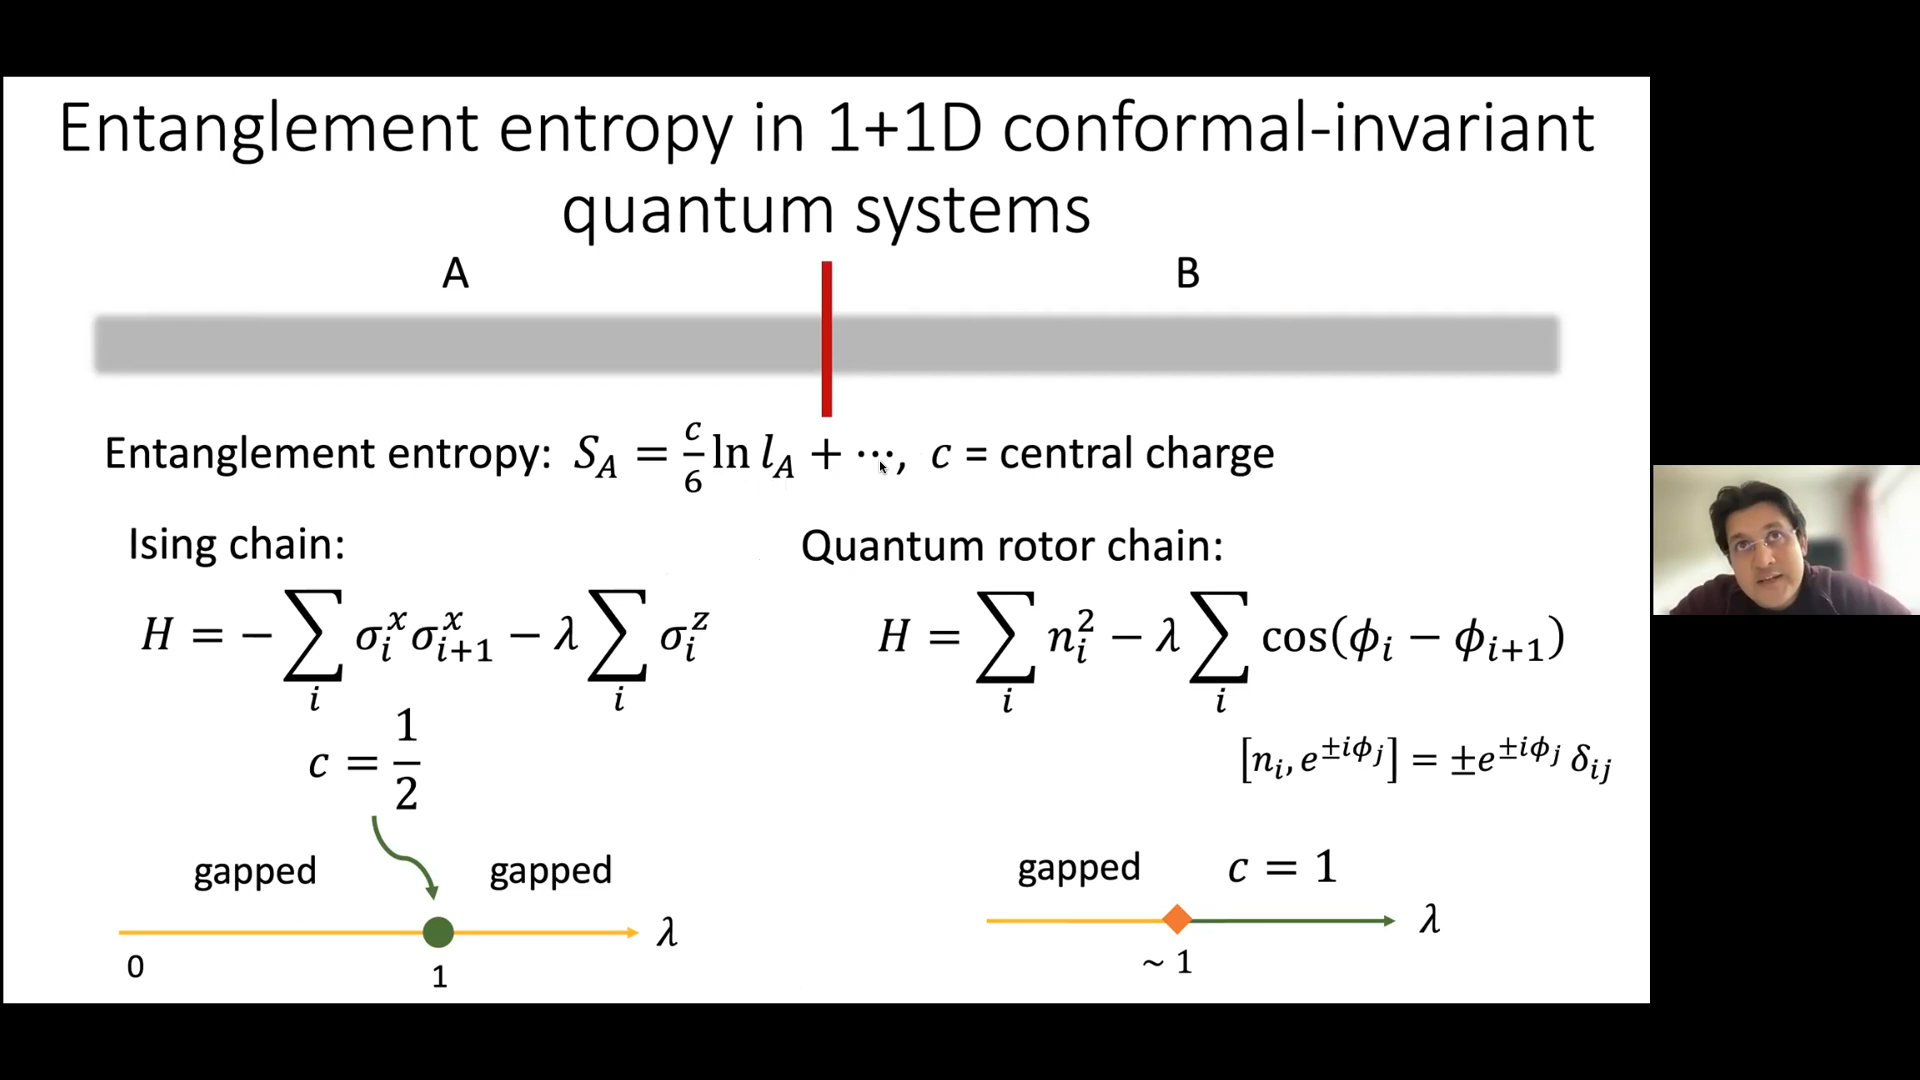 Entanglement entropy in 1+1D conformal-invariant
quantum systems
A B
Entanglement entropy: S_A = c/6 ln l_A + ⋯, c = central charge
Ising chain: Quantum rotor chain:
H = −∑_i σ_i^x σ_{i+1}^x − λ∑_i σ_i^z H = ∑_i n_i^2 − λ∑_i cos(ϕ_i − ϕ_{i+1})
c = 1/2 [n_i, e^{±iϕ_j}] = ±e^{±iϕ_j} δ_{ij}
gapped gapped gapped c = 1
λ λ
0 1 ~ 1